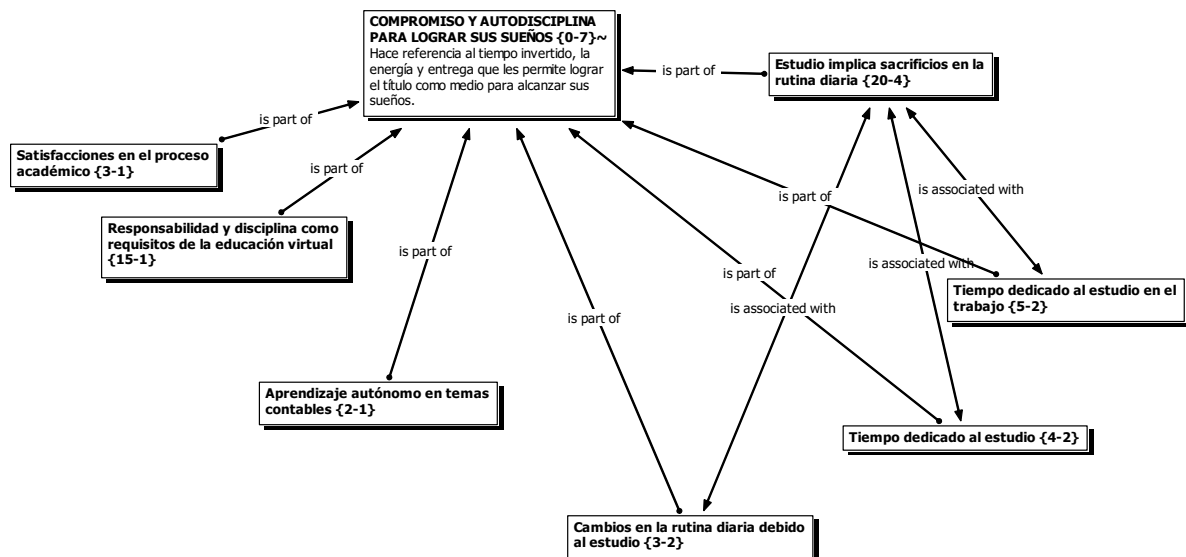 COMPROMISO Y AUTODISCIPLINA
PARA LOGRAR SUS SUEÑOS {0-7}~
Hace referencia al tiempo invertido, la
energía y entrega que les permite lograr
el título como medio para alcanzar sus
sueños.
is part of
Estudio implica sacrificios en la
rutina diaria {20-4}
is part of
Satisfacciones en el proceso
académico {3-1}
is part of
is part of
is associated with
Responsabilidad y disciplina como
requisitos de la educación virtual
{15-1}
is part of
is associated with
is part of
Tiempo dedicado al estudio en el
trabajo {5-2}
is part of
is associated with
Aprendizaje autónomo en temas
contables {2-1}
Tiempo dedicado al estudio {4-2}
Cambios en la rutina diaria debido
al estudio {3-2}